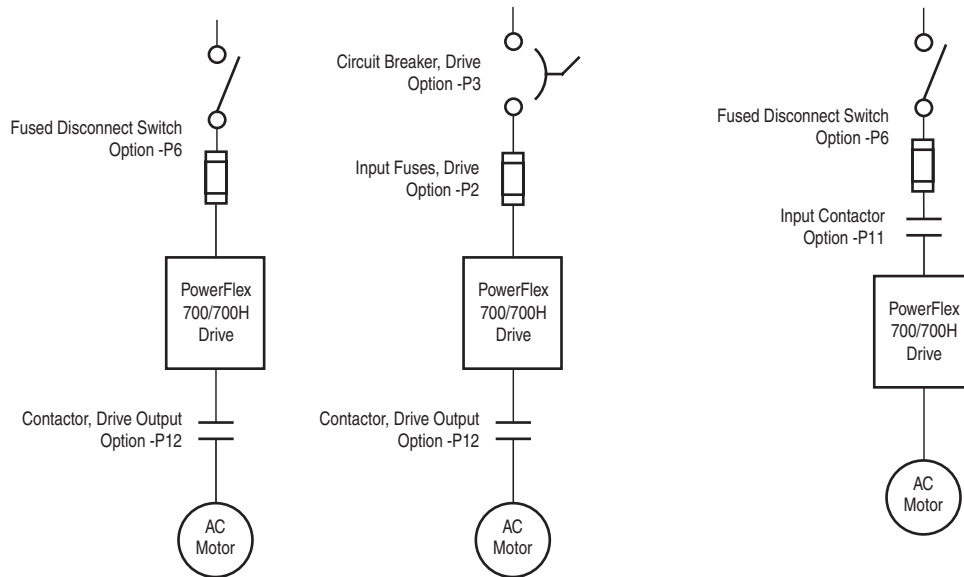 Fused Disconnect Switch
Option -P6
PowerFlex
700/700H
Drive
Contactor, Drive Output
Option -P12
AC
Motor
Circuit Breaker, Drive
Option -P3
Input Fuses, Drive
Option -P2
PowerFlex
700/700H
Drive
Contactor, Drive Output
Option -P12
AC
Motor
Fused Disconnect Switch
Option -P6
Input Contactor
Option -P11
PowerFlex
700/700H
Drive
AC
Motor